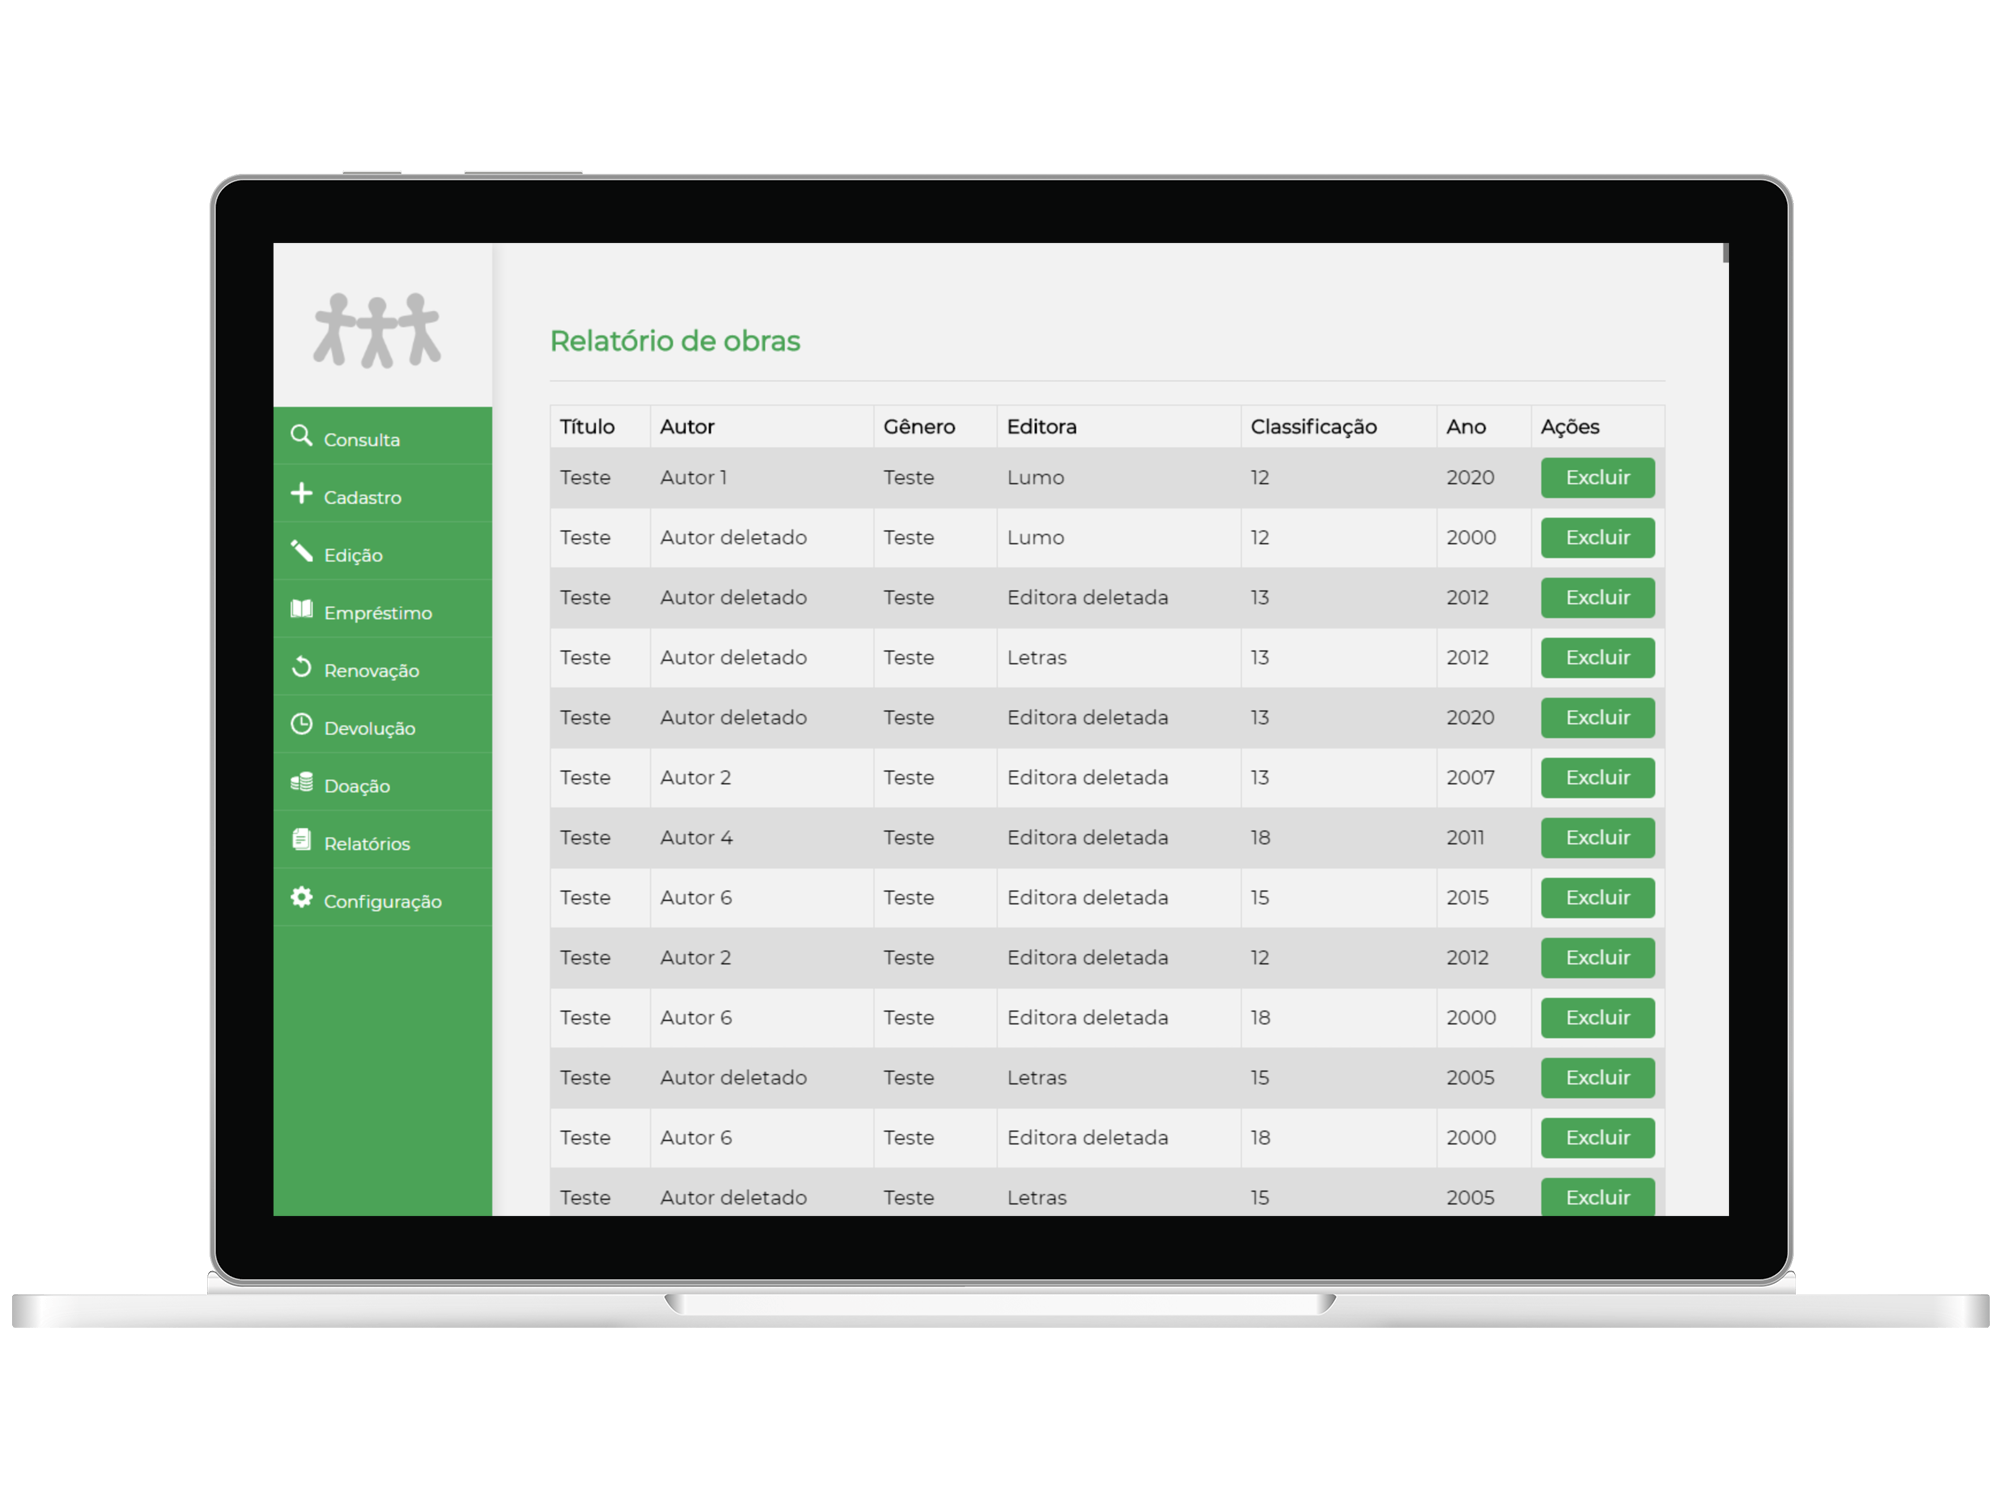 Consulta
Cadastro
Edição
Empréstimo
Renovação
Devolução
Doação
Relatórios
Configuração
Relatório de obras
Título Autor Gênero Editora Classificação Ano Ações
Teste Autor 1 Teste Lumo 12 2020 Excluir
Teste Autor deletado Teste Lumo 12 2000 Excluir
Teste Autor deletado Teste Editora deletada 13 2012 Excluir
Teste Autor deletado Teste Letras 13 2012 Excluir
Teste Autor deletado Teste Editora deletada 13 2020 Excluir
Teste Autor 2 Teste Editora deletada 13 2007 Excluir
Teste Autor 4 Teste Editora deletada 18 2011 Excluir
Teste Autor 6 Teste Editora deletada 15 2015 Excluir
Teste Autor 2 Teste Editora deletada 12 2012 Excluir
Teste Autor 6 Teste Editora deletada 18 2000 Excluir
Teste Autor deletado Teste Letras 15 2005 Excluir
Teste Autor 6 Teste Editora deletada 18 2000 Excluir
Teste Autor deletado Teste Letras 15 2005 Excluir